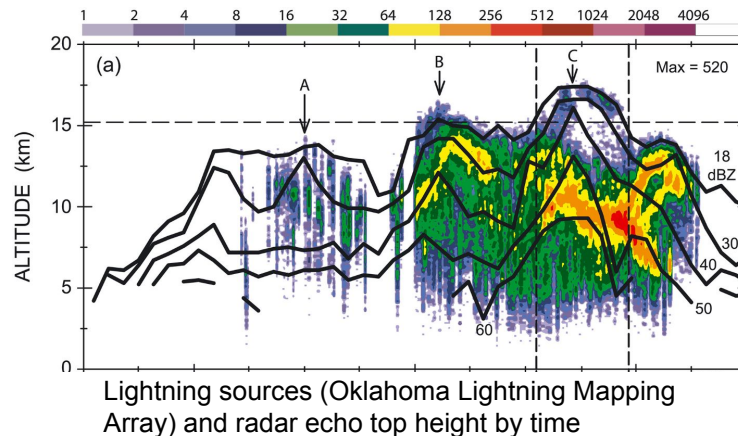 1 2 4 8 16 32 64 128 256 512 1024 2048 4096
20
(a)
A
B
C
Max = 520
15
18
dBZ
10
30
40
50
5
60
0
ALTITUDE (km)
Lightning sources (Oklahoma Lightning Mapping
Array) and radar echo top height by time